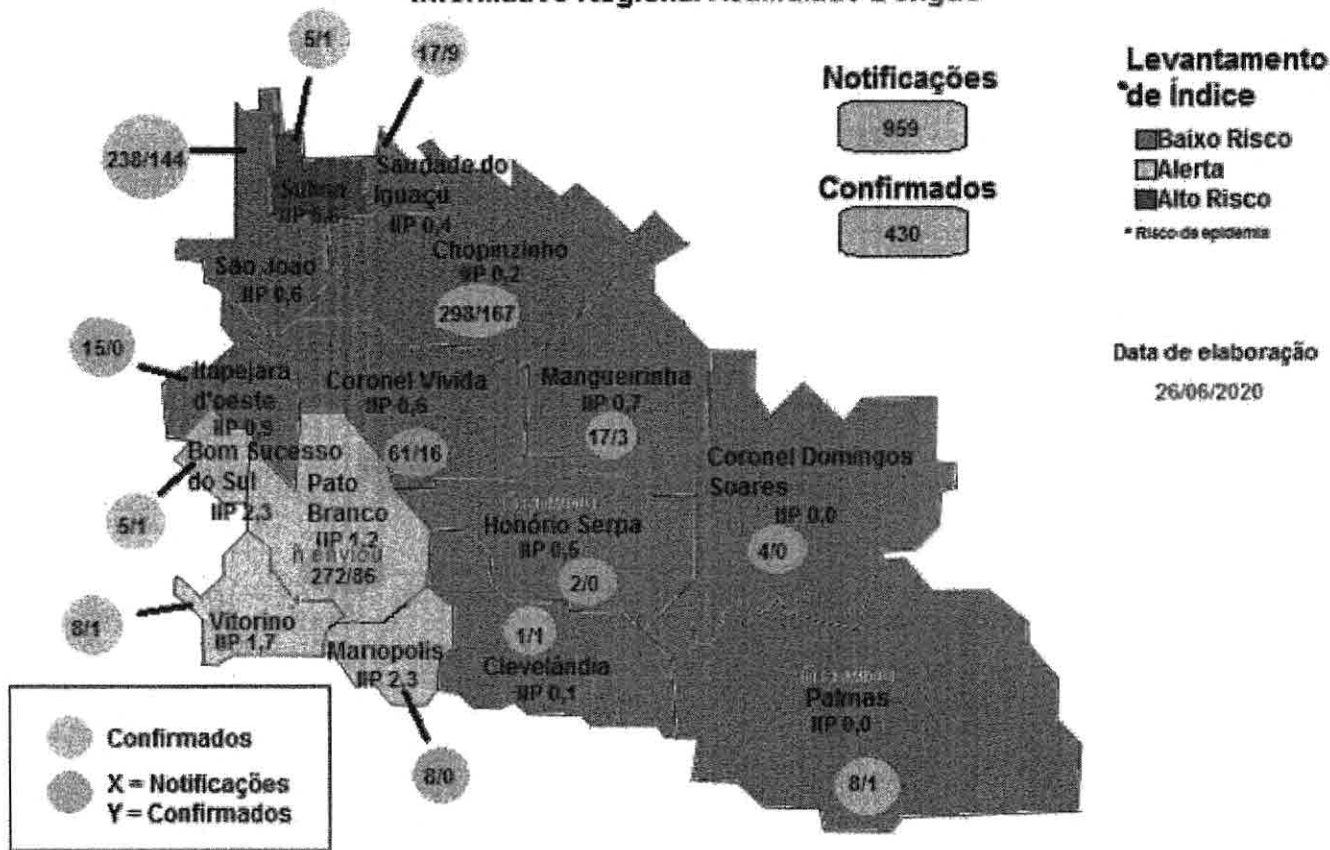 5/1
17/9
238/144
Notificações
959
Confirmados
430
Levantamento
*de Índice
Baixo Risco
Alerta
Alto Risco
* Risco de epidemia
Data de elaboração
26/06/2020
Saudade do
Iguaçú
IIP 0,4
Sulina
Chopinzinho
IIP 0,2
298/167
São João
IIP 0,6
15/0
Itapejara
d'oeste
IIP 0,9
Coronel Vivida
IIP 0,6
61/16
Mangueirinha
IIP 0,7
17/3
Bom Sucesso
do Sul
IIP 2,3
5/1
Pato
Branco
IIP 1,2
ñ enviou
272/86
Coronel Domingos
Soares
IIP 0,0
4/0
Honório Serpa
IIP 0,5
2/0
8/1
Vitorino
IIP 1,7
Mariopolis
IIP 2,3
8/0
1/1
Clevelândia
IIP 0,1
Palmas
IIP 0,0
8/1
Confirmados
X = Notificações
Y = Confirmados